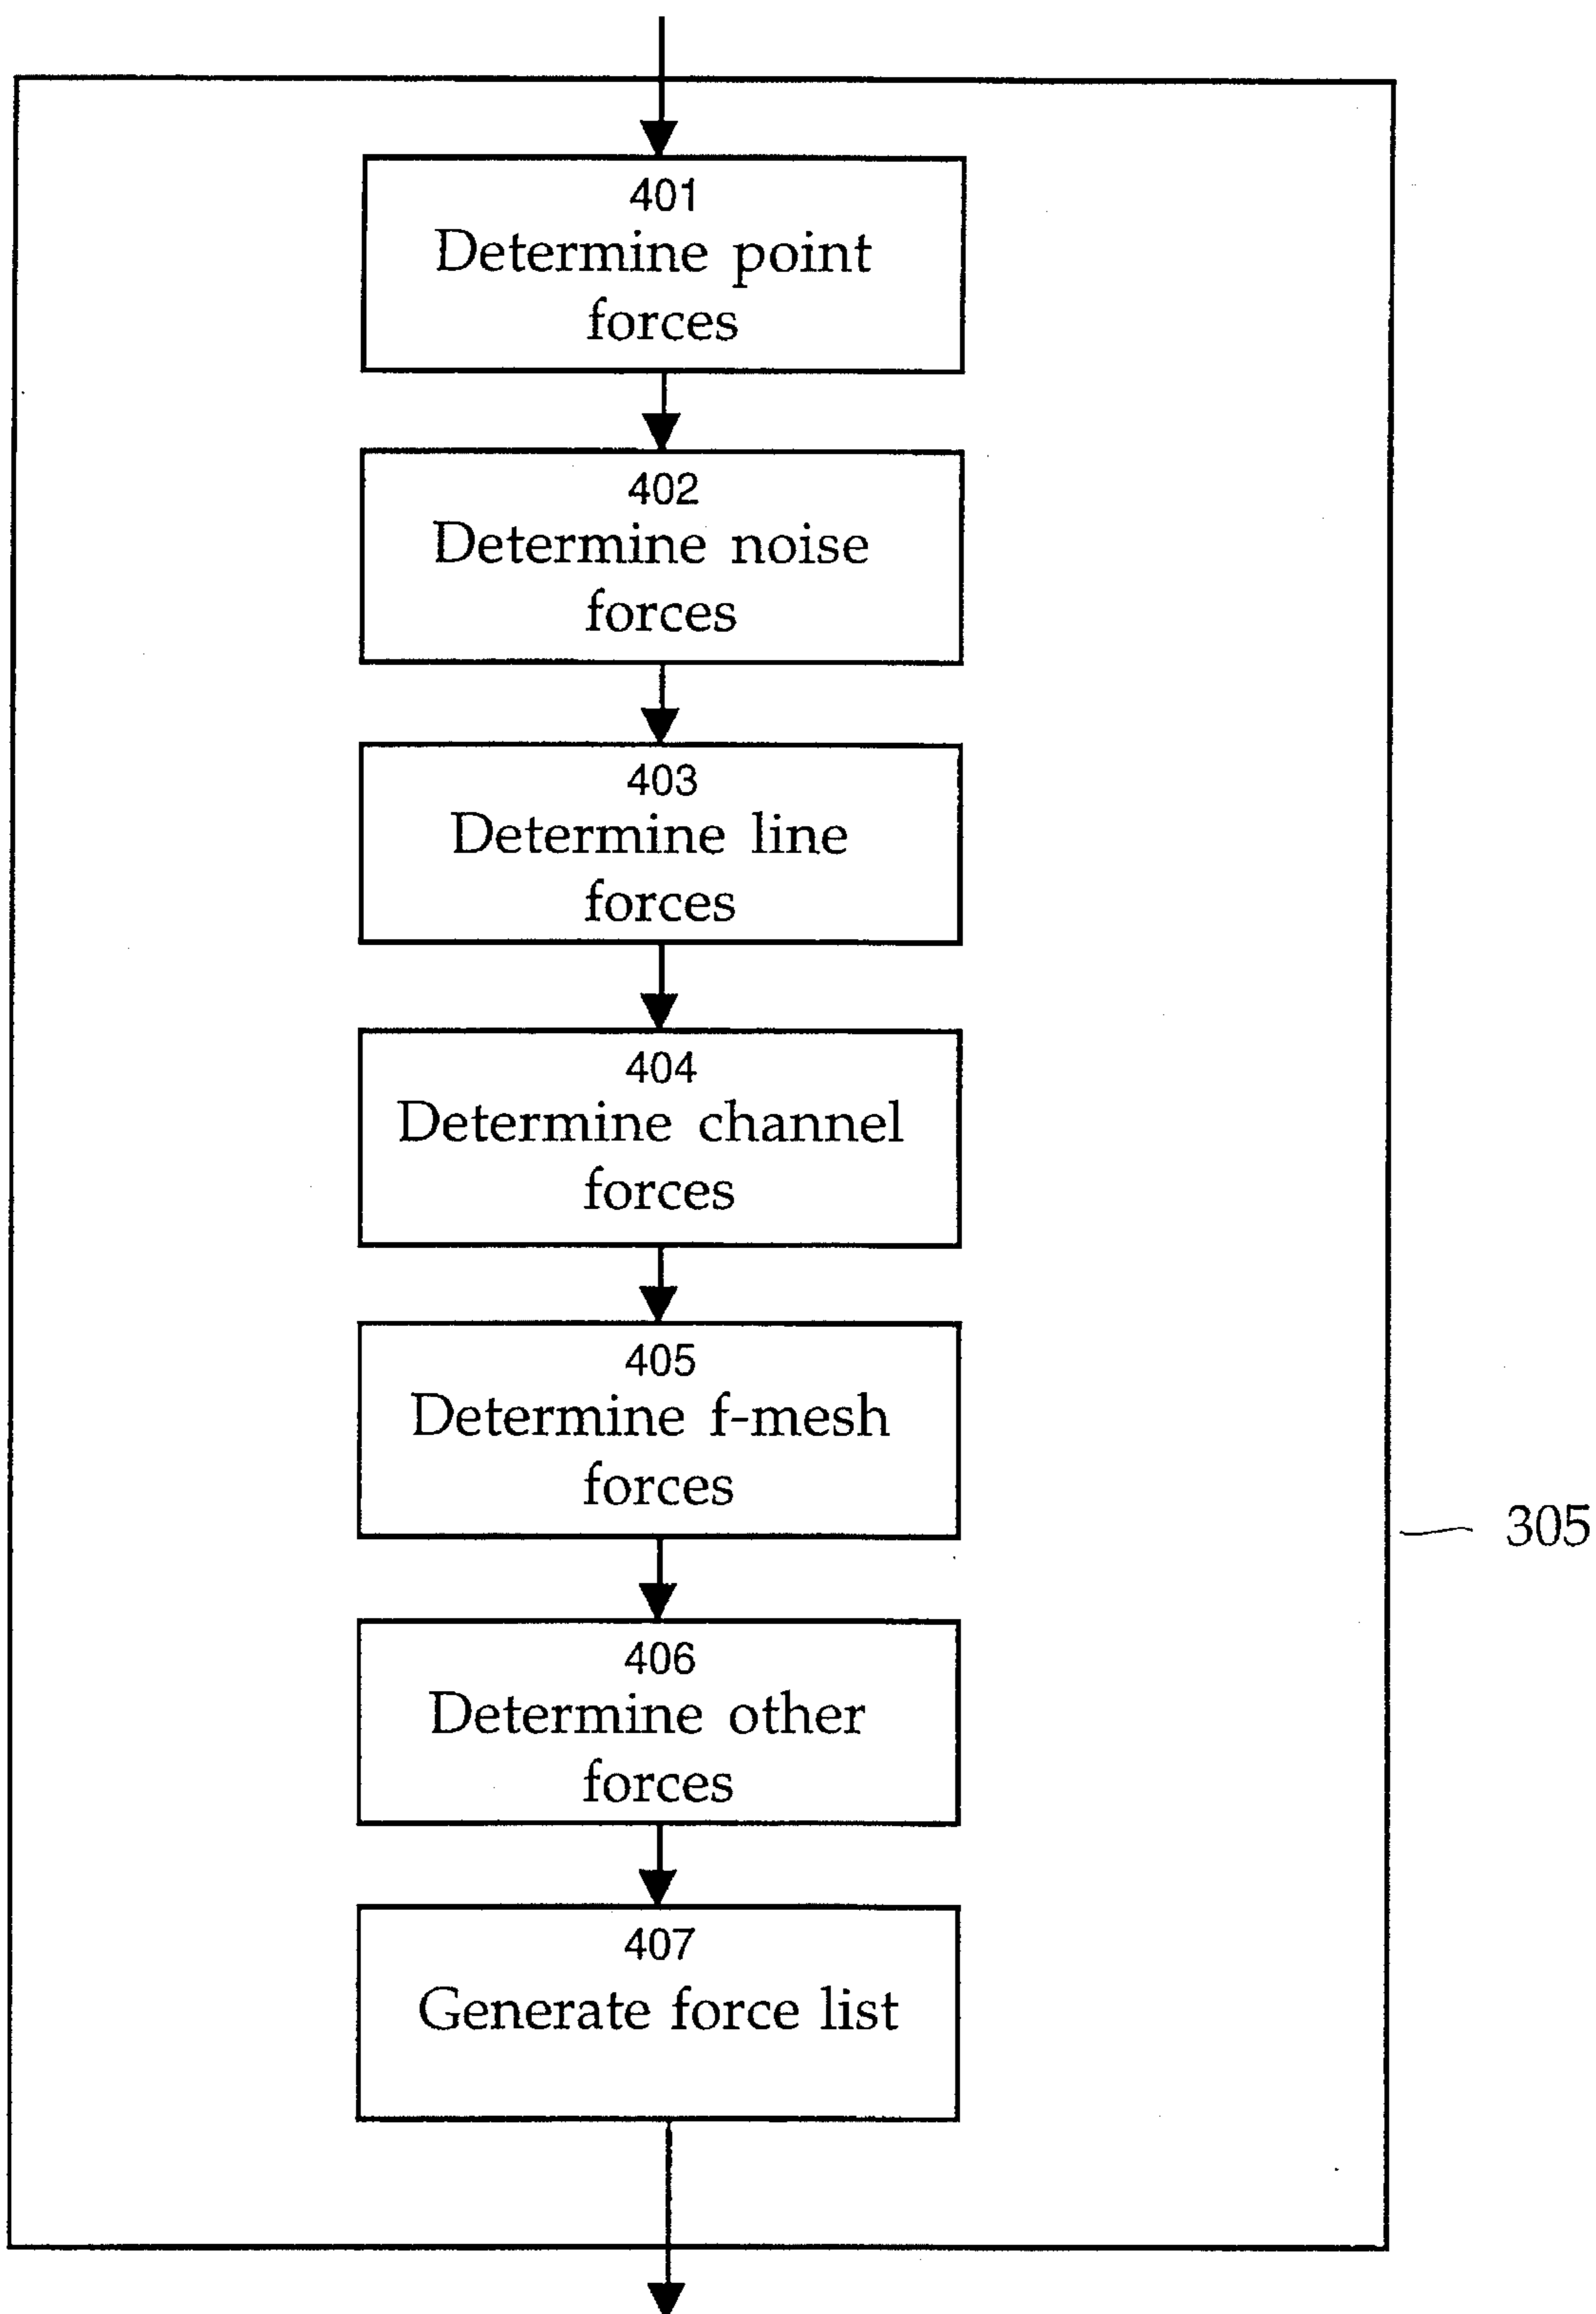 401
Determine point
forces
402
Determine noise
forces
403
Determine line
forces
404
Determine channel
forces
405
Determine f-mesh
forces
305
406
Determine other
forces
407
Generate force list